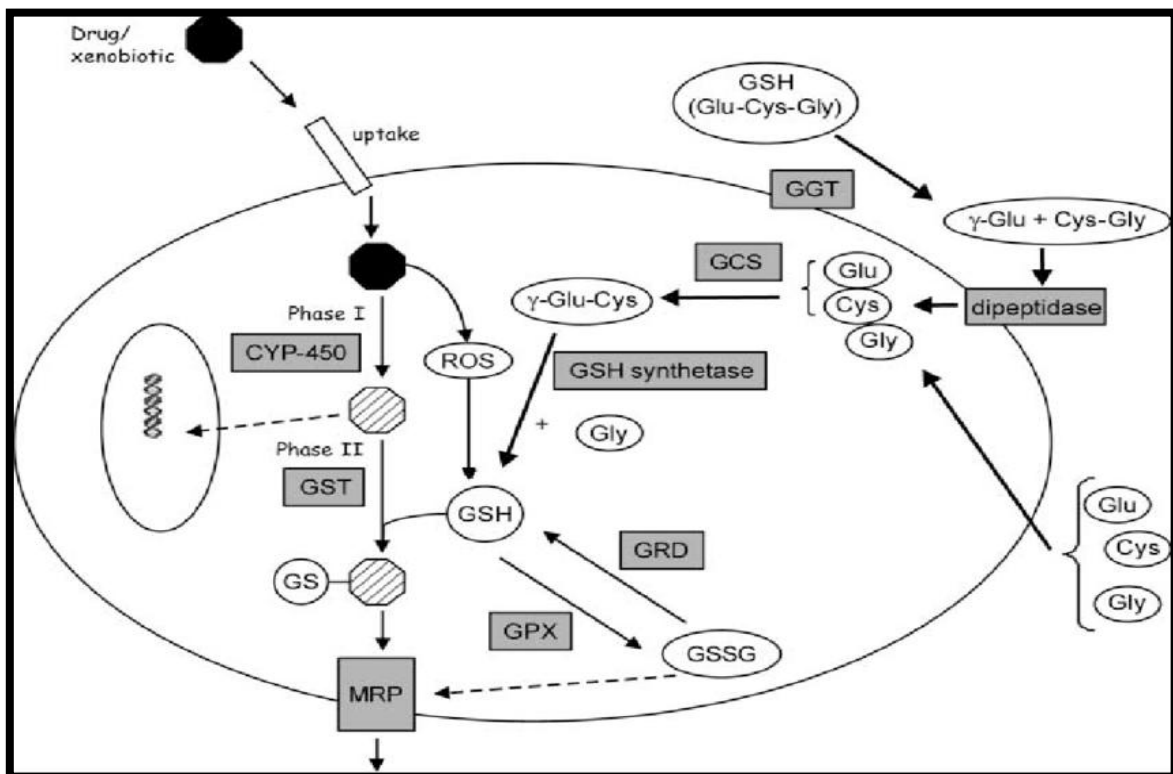 Drug/
xenobiotic
uptake
GSH
(Glu-Cys-Gly)
GGT
γ-Glu + Cys-Gly
GCS
Glu
Cys
Gly
dipeptidase
γ-Glu-Cys
Phase I
CYP-450
ROS
GSH synthetase
+
Gly
Phase II
GST
GSH
GRD
Glu
Cys
Gly
GS
GPX
GSSG
MRP